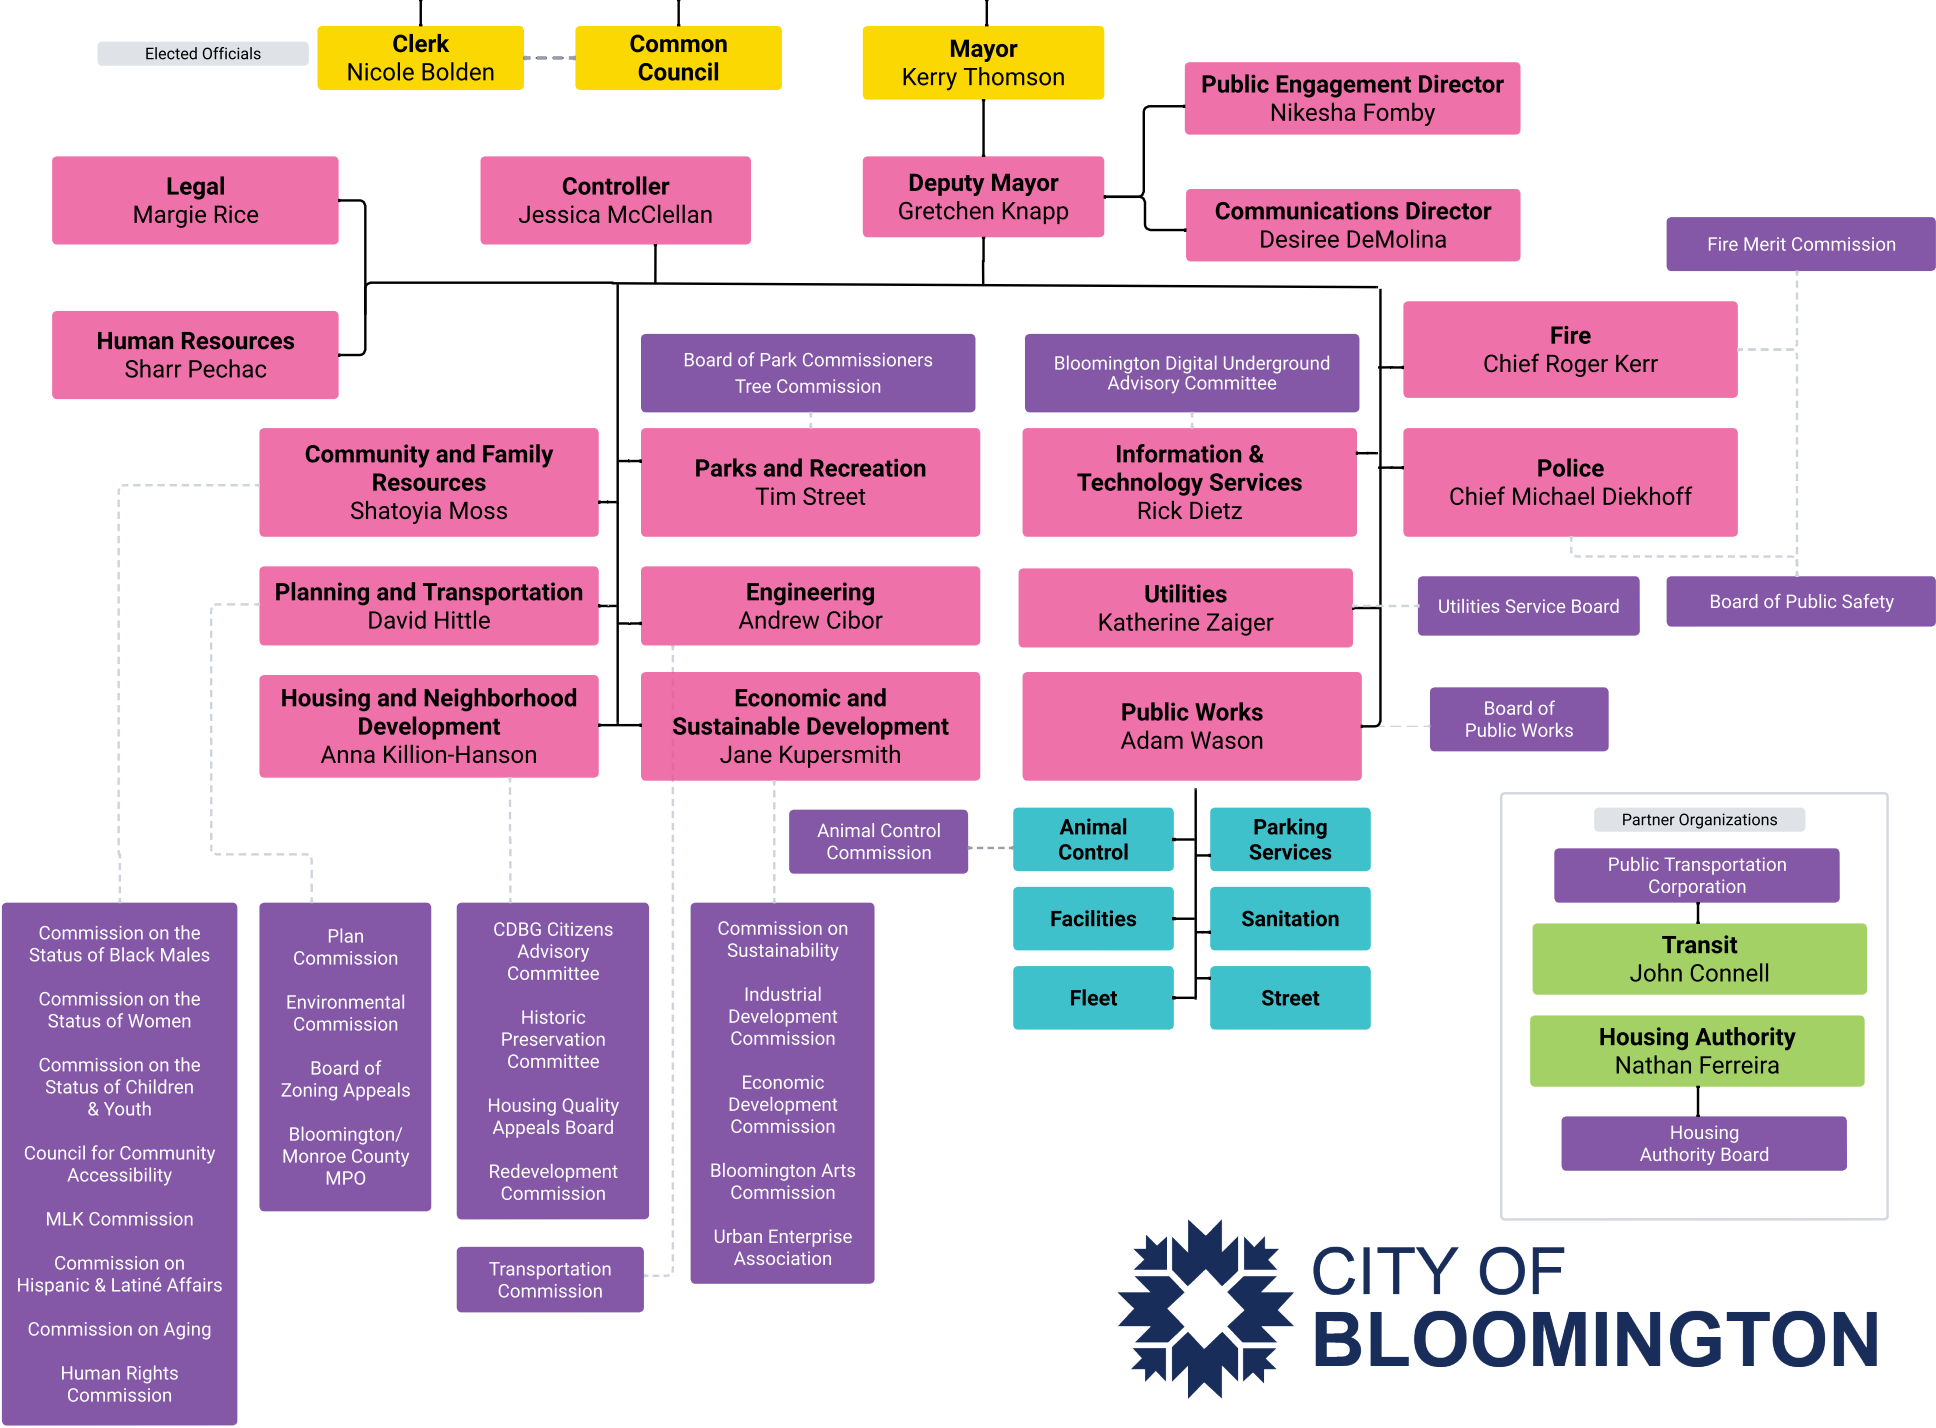 Elected Officials
Clerk
Nicole Bolden
Common
Council
Mayor
Kerry Thomson
Public Engagement Director
Nikesha Fomby
Legal
Margie Rice
Controller
Jessica McClellan
Deputy Mayor
Gretchen Knapp
Communications Director
Desiree DeMolina
Fire Merit Commission
Human Resources
Sharr Pechac
Board of Park Commissioners
Tree Commission
Bloomington Digital Underground
Advisory Committee
Fire
Chief Roger Kerr
Community and Family
Resources
Shatoyia Moss
Parks and Recreation
Tim Street
Information &
Technology Services
Rick Dietz
Police
Chief Michael Diekhoff
Planning and Transportation
David Hittle
Engineering
Andrew Cibor
Utilities
Katherine Zaiger
Utilities Service Board
Board of Public Safety
Housing and Neighborhood
Development
Anna Killion-Hanson
Economic and
Sustainable Development
Jane Kupersmith
Public Works
Adam Wason
Board of
Public Works
Animal Control
Commission
Animal
Control
Parking
Services
Facilities
Sanitation
Fleet
Street
Partner Organizations
Public Transportation
Corporation
Transit
John Connell
Housing Authority
Nathan Ferreira
Housing
Authority Board
Commission on the
Status of Black Males
Commission on the
Status of Women
Commission on the
Status of Children
& Youth
Council for Community
Accessibility
MLK Commission
Commission on
Hispanic & Latiné Affairs
Commission on Aging
Human Rights
Commission
Plan
Commission
Environmental
Commission
Board of
Zoning Appeals
Bloomington/
Monroe County
MPO
CDBG Citizens
Advisory
Committee
Historic
Preservation
Committee
Housing Quality
Appeals Board
Redevelopment
Commission
Transportation
Commission
Commission on
Sustainability
Industrial
Development
Commission
Economic
Development
Commission
Bloomington Arts
Commission
Urban Enterprise
Association
CITY OF
BLOOMINGTON